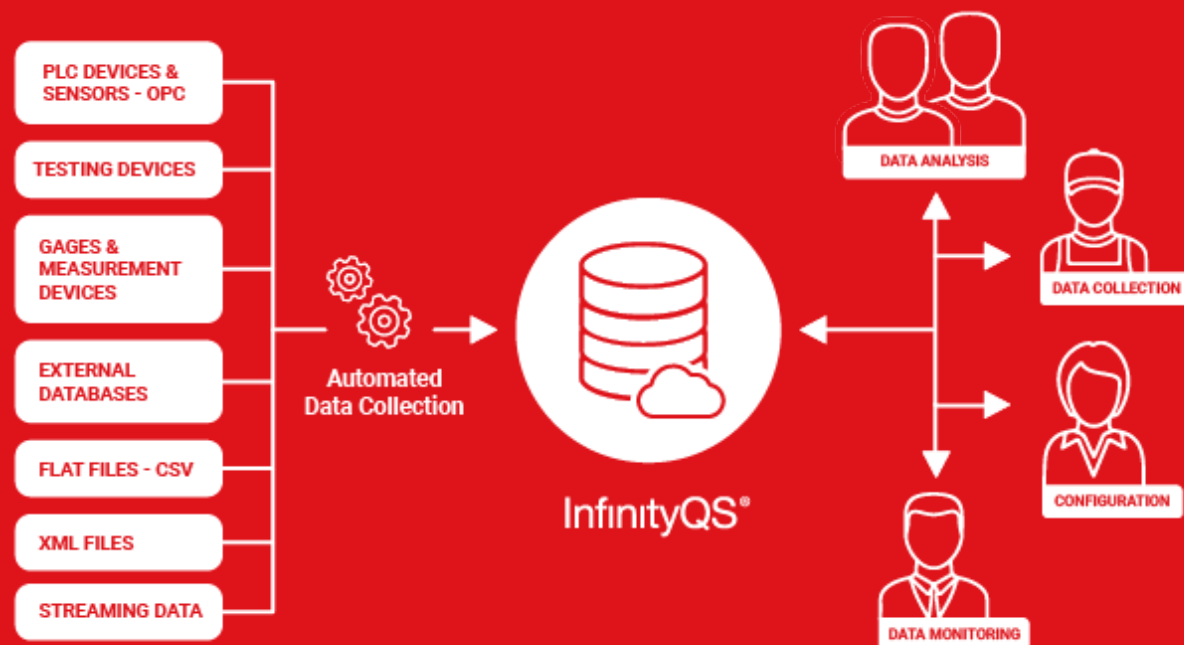 PLC DEVICES &
SENSORS - OPC
TESTING DEVICES
GAGES &
MEASUREMENT
DEVICES
EXTERNAL
DATABASES
FLAT FILES - CSV
XML FILES
STREAMING DATA
Automated
Data Collection
InfinityQS®
DATA ANALYSIS
DATA COLLECTION
CONFIGURATION
DATA MONITORING